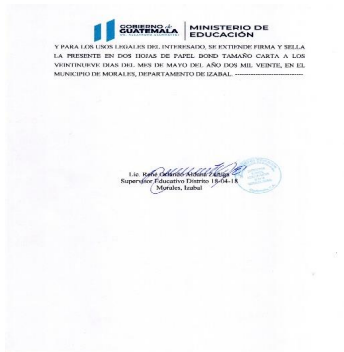 GOBIERNO de
GUATEMALA
MINISTERIO DE
EDUCACIÓN
Y PARA LOS USOS LEGALES DEL INTERESADO, SE EXTIENDE FIRMA Y SELLA
LA PRESENTE EN DOS HOJAS DE PAPEL BOND TAMAÑO CARTA A LOS
VEINTINUEVE DIAS DEL MES DE MAYO DEL AÑO DOS MIL VEINTE, EN EL
MUNICIPIO DE MORALES, DEPARTAMENTO DE IZABAL. ------------------------------
Lic. René
Supervisor Educativo Distrito 18-04-18
Morales, Izabal